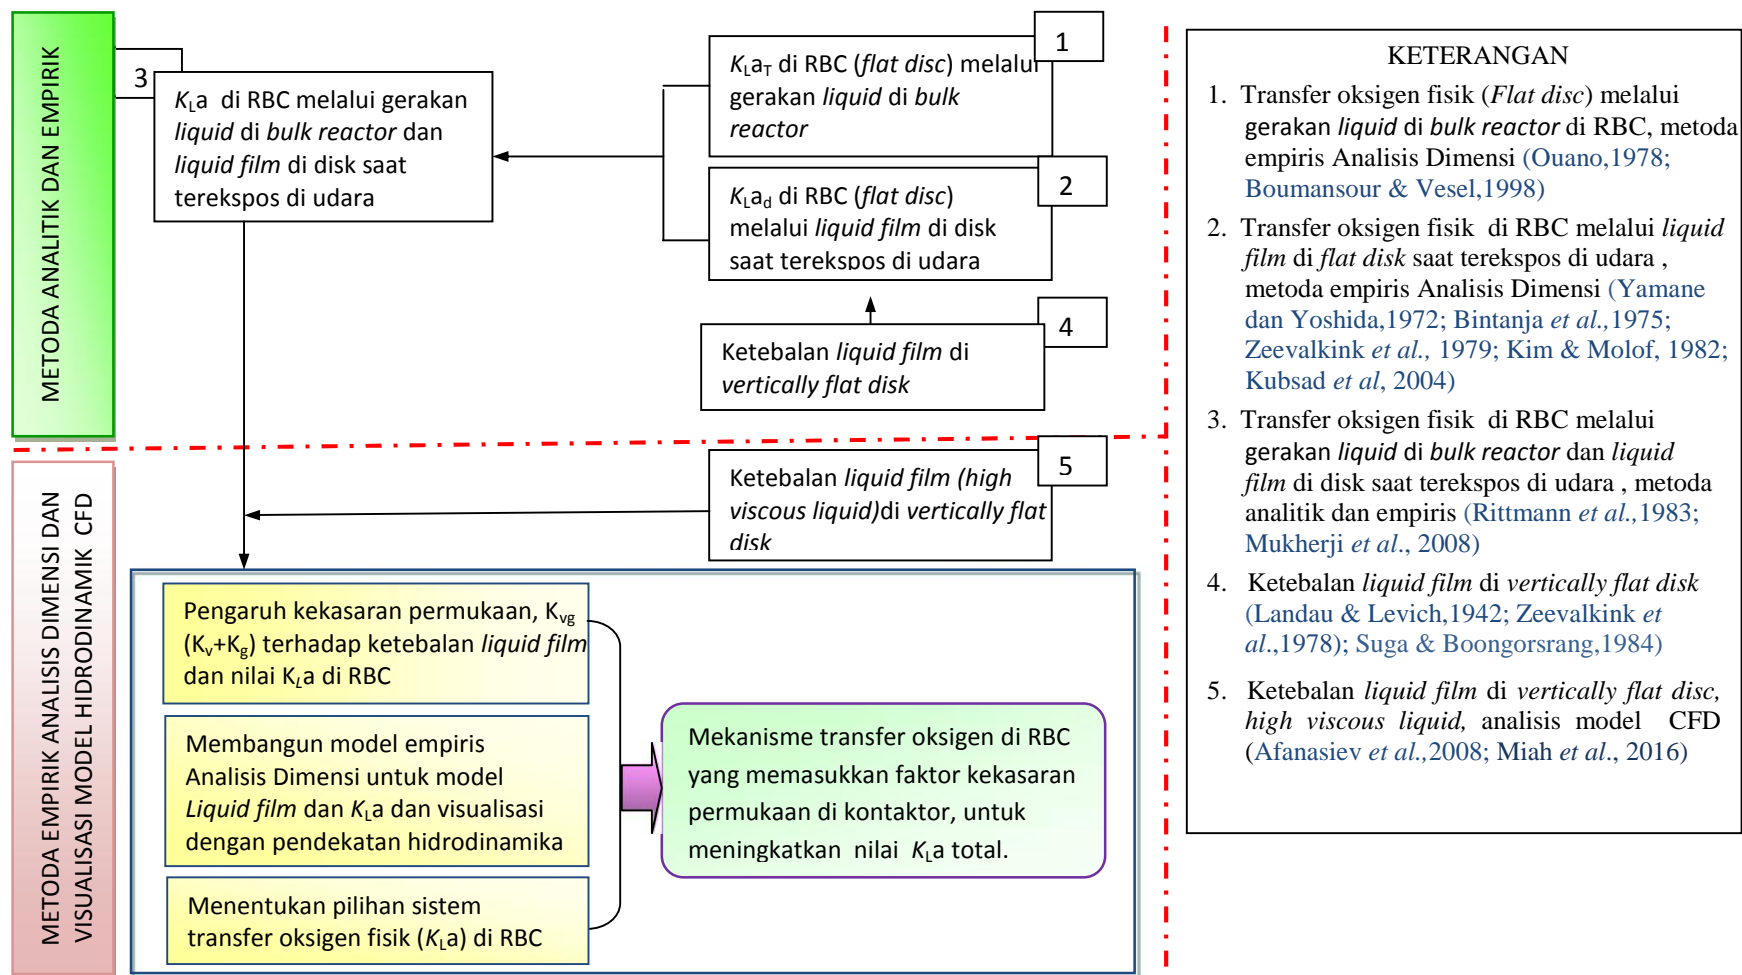 METODA ANALITIK DAN EMPIRIK
3
K_La di RBC melalui gerakan
liquid di bulk reactor dan
liquid film di disk saat
terekspos di udara
1
K_La_T di RBC (flat disc) melalui
gerakan liquid di bulk
reactor
2
K_La_d di RBC (flat disc)
melalui liquid film di disk
saat terekspos di udara
4
Ketebalan liquid film di
vertically flat disk
METODA EMPIRIK ANALISIS DIMENSI DAN
VISUALISASI MODEL HIDRODINAMIK CFD
5
Ketebalan liquid film (high
viscous liquid)di vertically flat
disk
Pengaruh kekasaran permukaan, K_vg
(K_v+K_g) terhadap ketebalan liquid film
dan nilai K_La di RBC
Membangun model empiris
Analisis Dimensi untuk model
Liquid film dan K_La dan visualisasi
dengan pendekatan hidrodinamika
Menentukan pilihan sistem
transfer oksigen fisik (K_La) di RBC
Mekanisme transfer oksigen di RBC
yang memasukkan faktor kekasaran
permukaan di kontaktor, untuk
meningkatkan nilai K_La total.
KETERANGAN
1. Transfer oksigen fisik (Flat disc) melalui
gerakan liquid di bulk reactor di RBC, metoda
empiris Analisis Dimensi (Ouano,1978;
Boumansour & Vesel,1998)
2. Transfer oksigen fisik di RBC melalui liquid
film di flat disk saat terekspos di udara ,
metoda empiris Analisis Dimensi (Yamane
dan Yoshida,1972; Bintanja et al.,1975;
Zeevalkink et al., 1979; Kim & Molof, 1982;
Kubsad et al, 2004)
3. Transfer oksigen fisik di RBC melalui
gerakan liquid di bulk reactor dan liquid
film di disk saat terekspos di udara , metoda
analitik dan empiris (Rittmann et al.,1983;
Mukherji et al., 2008)
4. Ketebalan liquid film di vertically flat disk
(Landau & Levich,1942; Zeevalkink et
al.,1978); Suga & Boongorsrang,1984)
5. Ketebalan liquid film di vertically flat disc,
high viscous liquid, analisis model CFD
(Afanasiev et al.,2008; Miah et al., 2016)